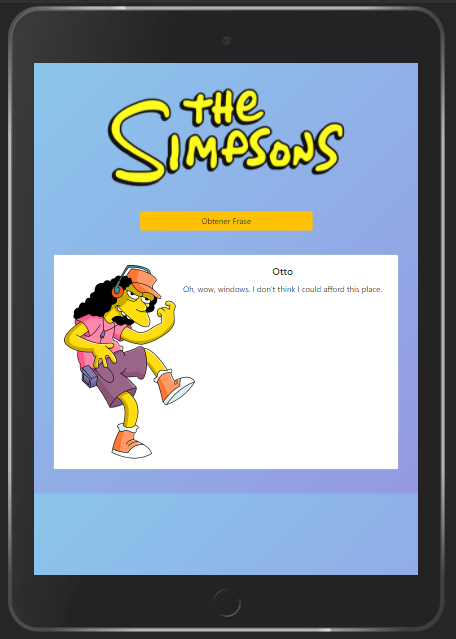 THE
SIMPSONS
Obtener Frase
Otto
Oh, wow, windows. I don't think I could afford this place.